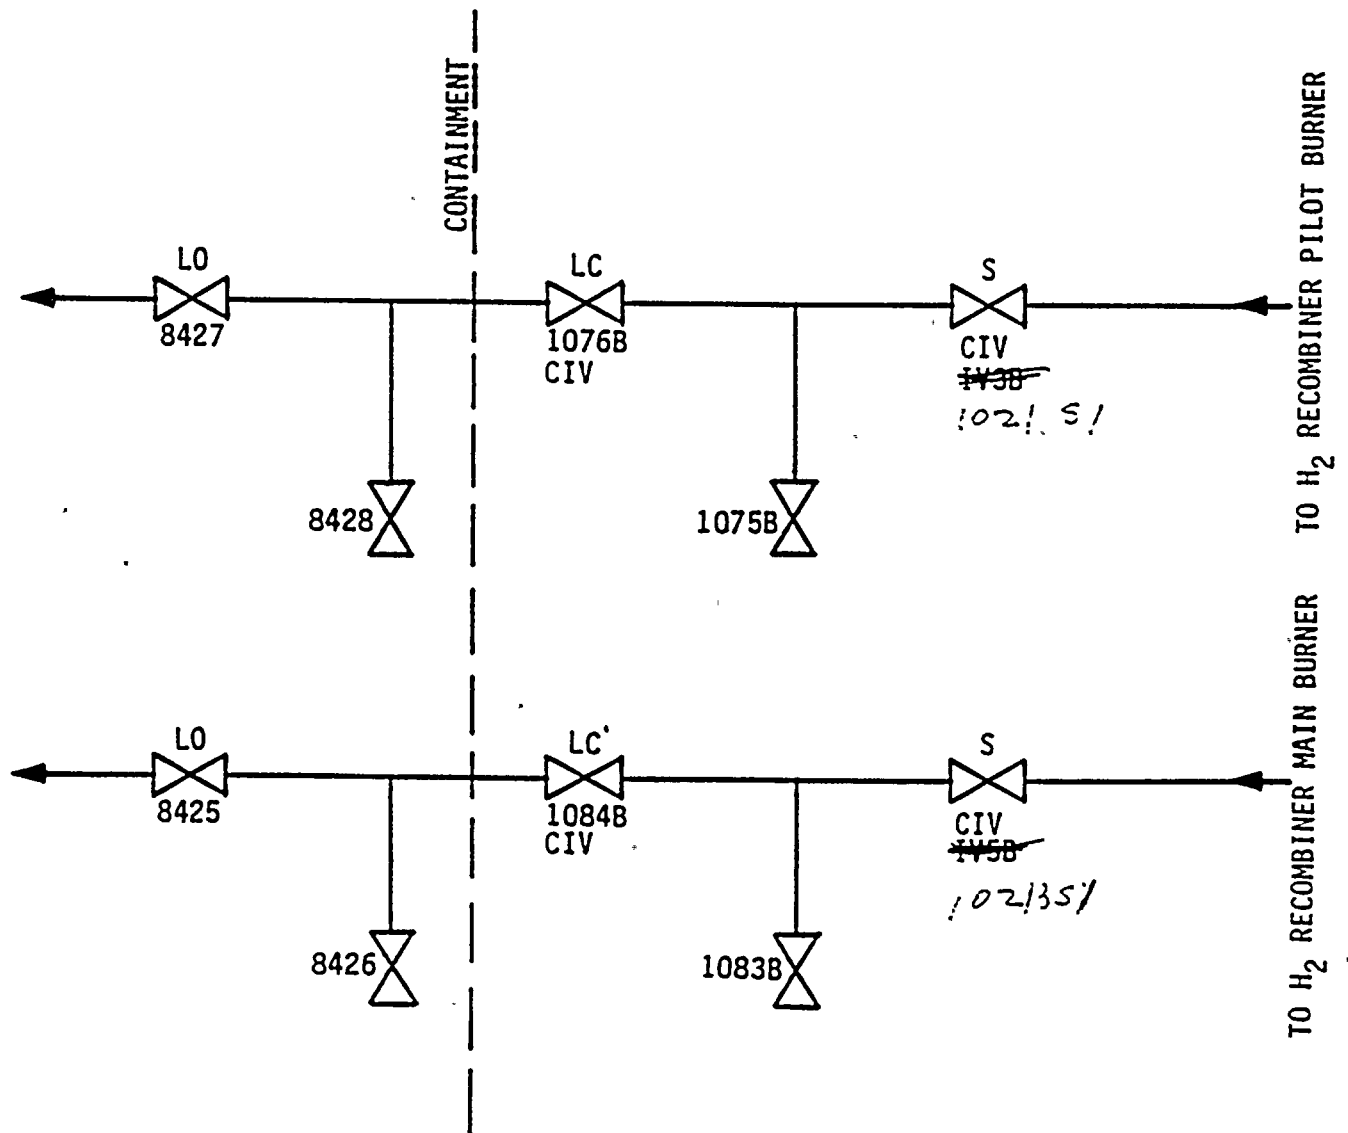 CONTAINMENT
LO
8427
8428
LC
1076B
CIV
1075B
S
CIV
IV3B
TO H2 RECOMBINER PILOT BURNER
LO
8425
8426
LC
1084B
CIV
1083B
S
CIV
IV5B
10213S1
TO H2 RECOMBINER MAIN BURNER